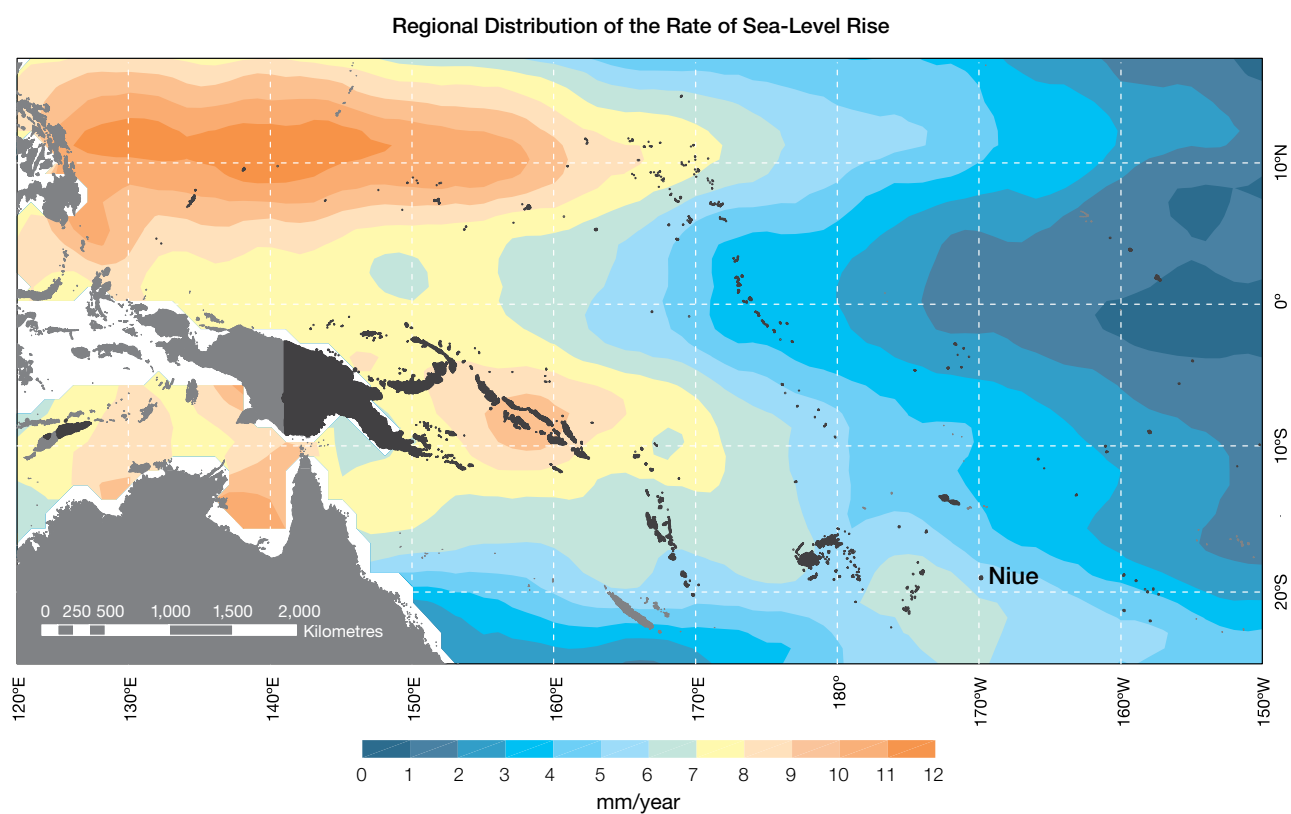 Regional Distribution of the Rate of Sea-Level Rise
10°N
0°
10°S
20°S
Niue
0 250 500 1,000 1,500 2,000
Kilometres
120°E 130°E 140°E 150°E 160°E 170°E 180° 170°W 160°W 150°W
0 1 2 3 4 5 6 7 8 9 10 11 12
mm/year